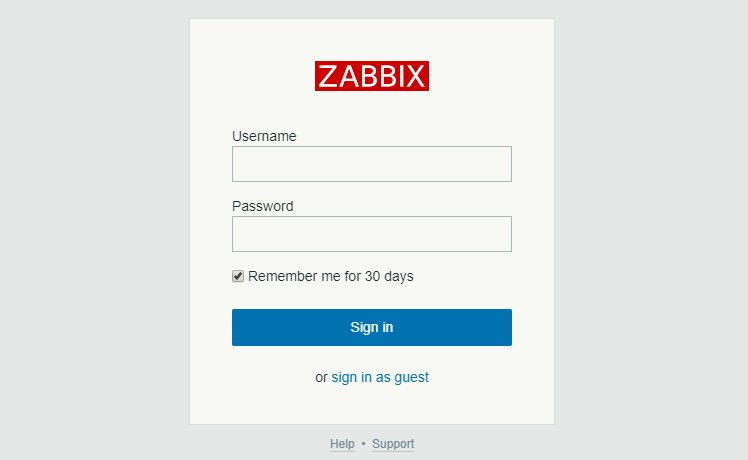 ZABBIX
Username
Password
Remember me for 30 days
Sign in
or sign in as guest
Help • Support